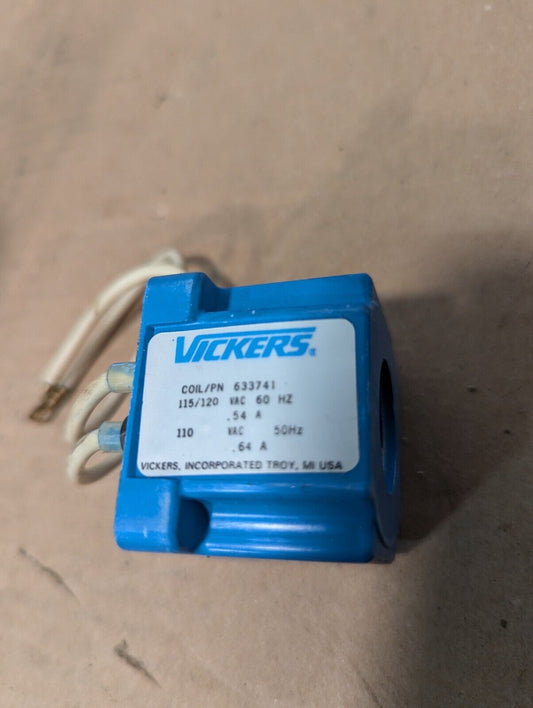 VICKERS®
COIL/PN 633741
115/120 VAC 60 HZ
.54 A
110 VAC 50Hz
.64 A
VICKERS, INCORPORATED TROY, MI USA